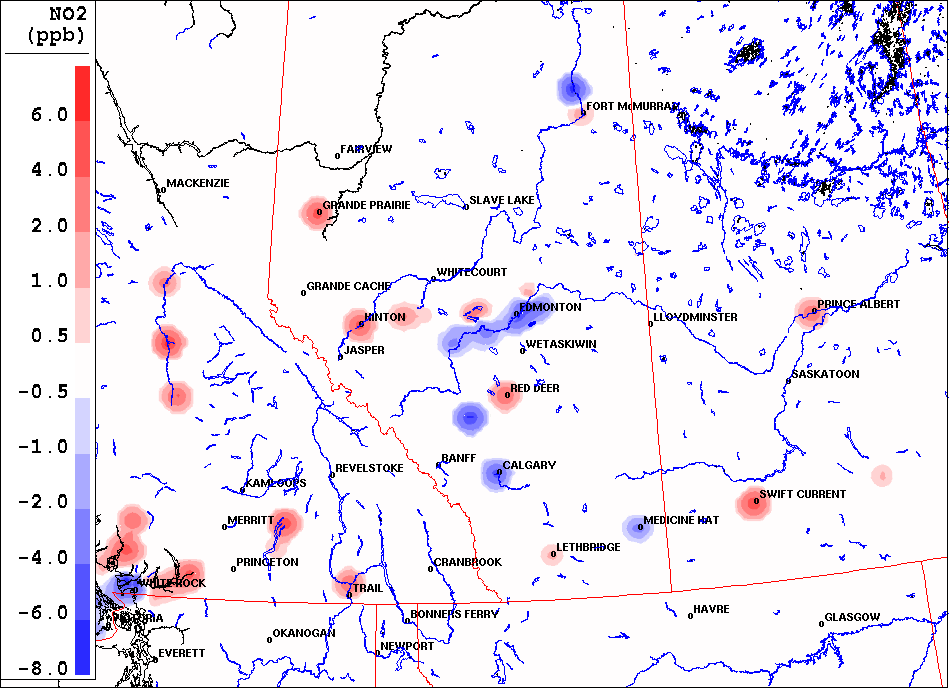 NO2
(ppb)
6.0
4.0
2.0
1.0
0.5
-0.5
-1.0
-2.0
-4.0
-6.0
-8.0
FORT McMURRAY
FAIRVIEW
MACKENZIE
GRANDE PRAIRIE
SLAVE LAKE
WHITECOURT
GRANDE CACHE
EDMONTON
PRINCE ALBERT
HINTON
LLOYDMINSTER
WETASKIWIN
JASPER
SASKATOON
RED DEER
BANFF
CALGARY
REVELSTOKE
KAMLOOPS
SWIFT CURRENT
MERRITT
MEDICINE HAT
LETHBRIDGE
PRINCETON
CRANBROOK
WHITE ROCK
TRAIL
HAVRE
BONNERS FERRY
GLASGOW
OKANOGAN
NEWPORT
EVERETT